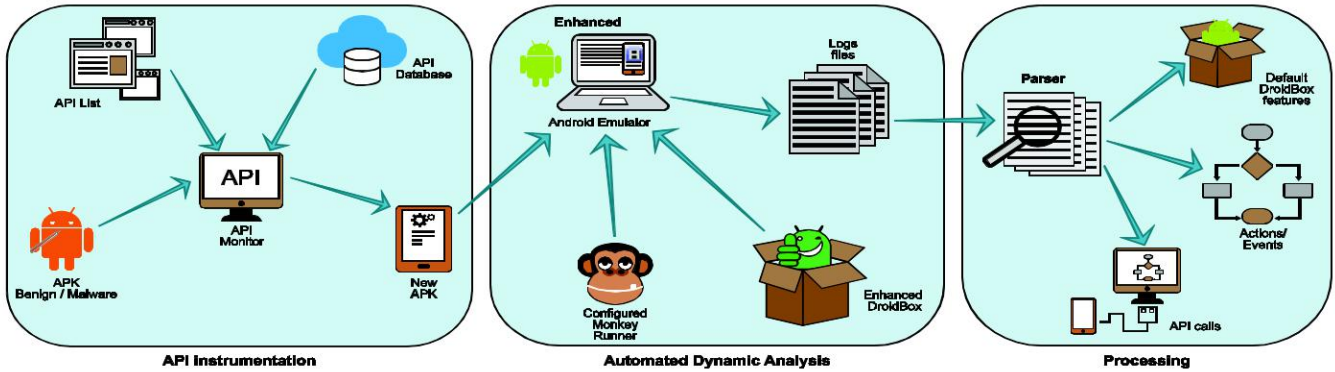 API List
API
Database
API
API
Monitor
APK
Benign / Malware
New
APK
API Instrumentation
Enhanced
Android Emulator
Logs
files
Configured
Monkey
Runner
Enhanced
DroidBox
Automated Dynamic Analysis
Parser
Default
DroidBox
features
Actions/
Events
API calls
Processing